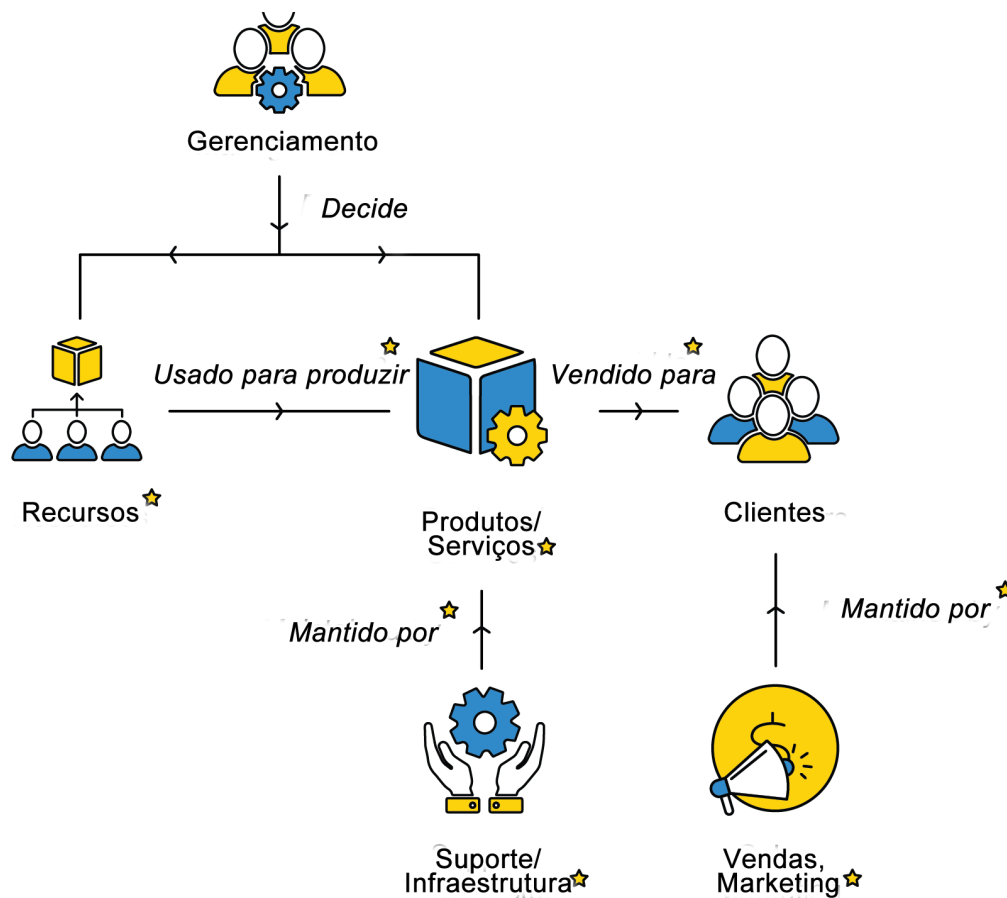 Gerenciamento
Decide
Usado para produzir
Vendido para
Recursos
Produtos/
Serviços
Clientes
Mantido por
Mantido por
Suporte/
Infraestrutura
Vendas,
Marketing